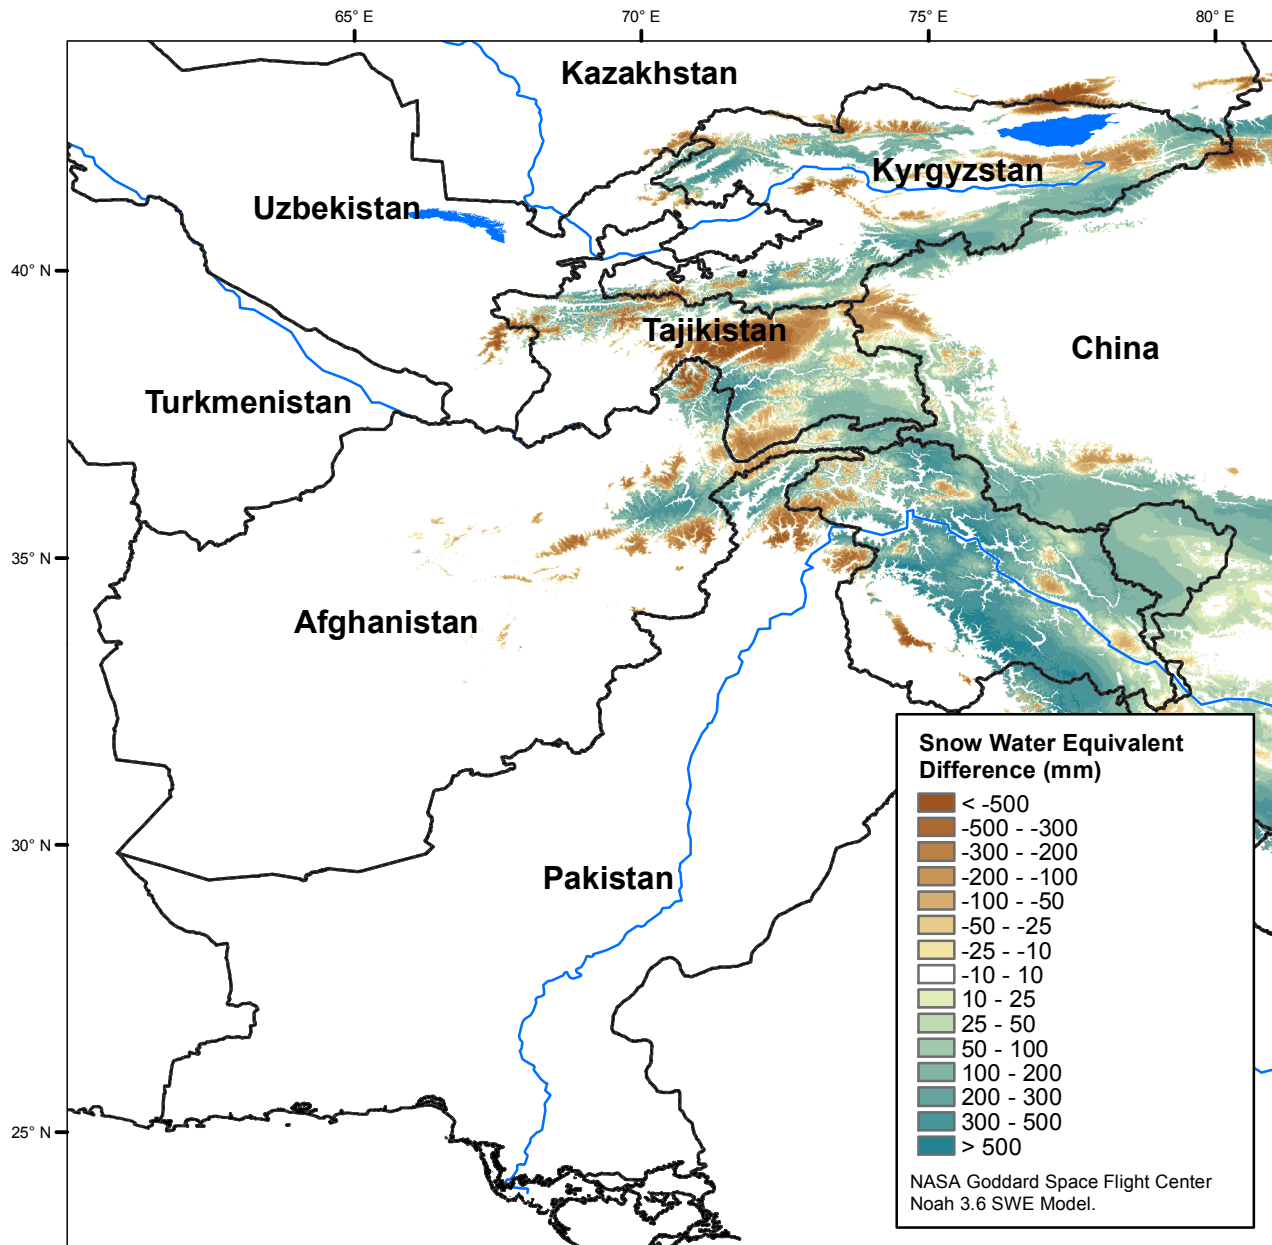 65° E
70° E
75° E
80° E
Kazakhstan
Kyrgyzstan
Uzbekistan
40° N
Tajikistan
China
Turkmenistan
35° N
Afghanistan
Snow Water Equivalent
Difference (mm)
< -500
-500 - -300
-300 - -200
-200 - -100
-100 - -50
-50 - -25
-25 - -10
-10 - 10
10 - 25
25 - 50
50 - 100
100 - 200
200 - 300
300 - 500
> 500
30° N
Pakistan
25° N
NASA Goddard Space Flight Center
Noah 3.6 SWE Model.